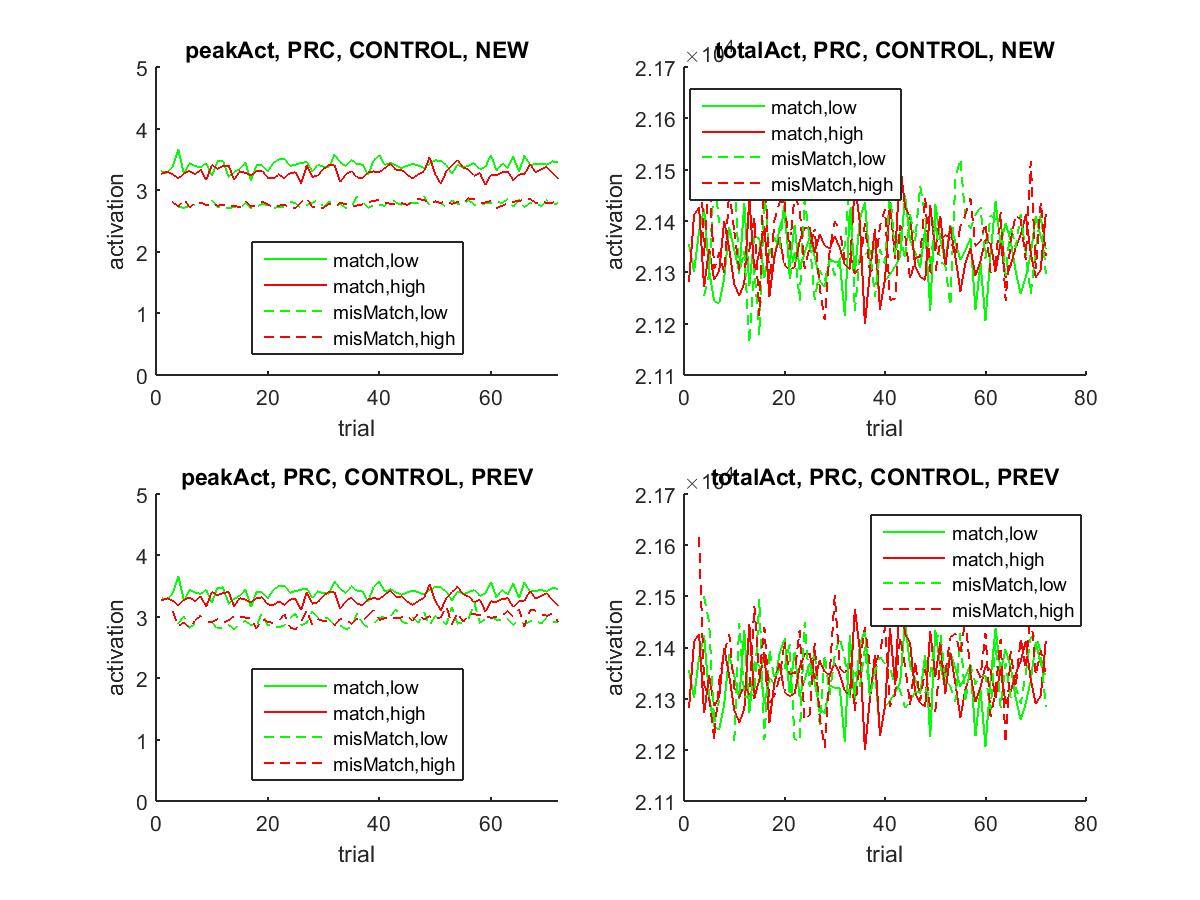 peakAct, PRC, CONTROL, NEW
5
4
3
2
1
0
activation
match,low
match,high
misMatch,low
misMatch,high
0 20 40 60
trial
totalAct, PRC, CONTROL, NEW
×10⁴
2.17
2.16
2.15
2.14
2.13
2.12
2.11
activation
match,low
match,high
misMatch,low
misMatch,high
0 20 40 60 80
trial
peakAct, PRC, CONTROL, PREV
5
4
3
2
1
0
activation
match,low
match,high
misMatch,low
misMatch,high
0 20 40 60
trial
totalAct, PRC, CONTROL, PREV
×10⁴
2.17
2.16
2.15
2.14
2.13
2.12
2.11
activation
match,low
match,high
misMatch,low
misMatch,high
0 20 40 60 80
trial